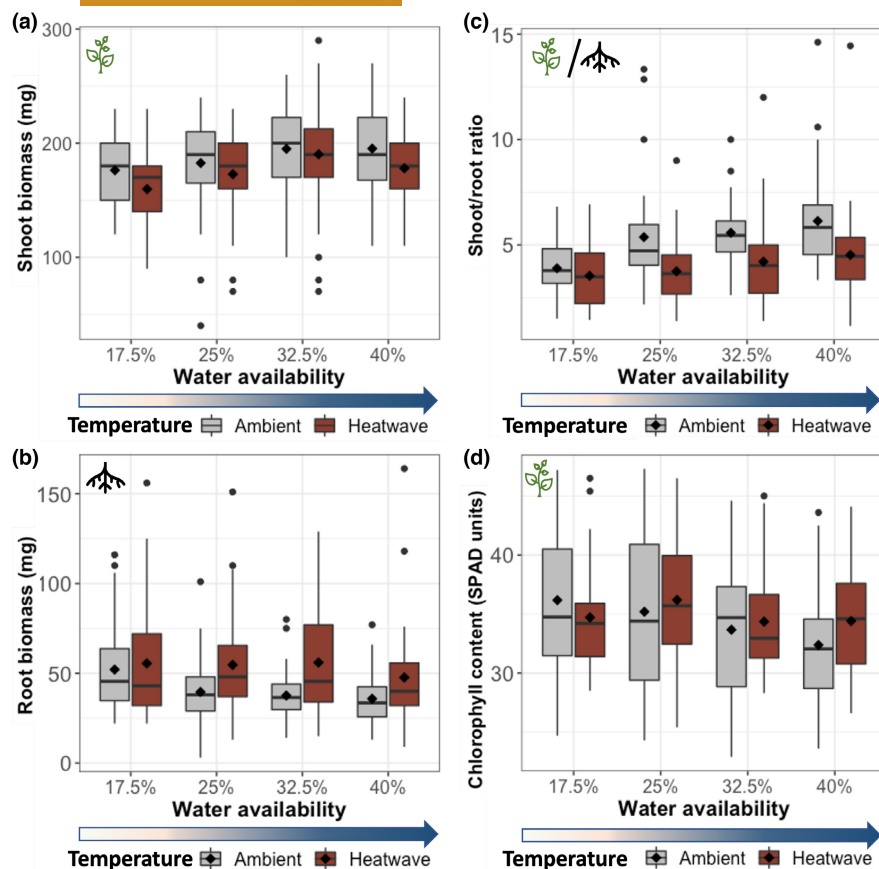 (a)
300
200
100
Shoot biomass (mg)
17.5% 25% 32.5% 40%
Water availability
Temperature Ambient Heatwave
(b)
150
100
50
0
Root biomass (mg)
17.5% 25% 32.5% 40%
Water availability
Temperature Ambient Heatwave
(c)
15
10
5
Shoot/root ratio
17.5% 25% 32.5% 40%
Water availability
Temperature Ambient Heatwave
(d)
40
30
Chlorophyll content (SPAD units)
17.5% 25% 32.5% 40%
Water availability
Temperature Ambient Heatwave